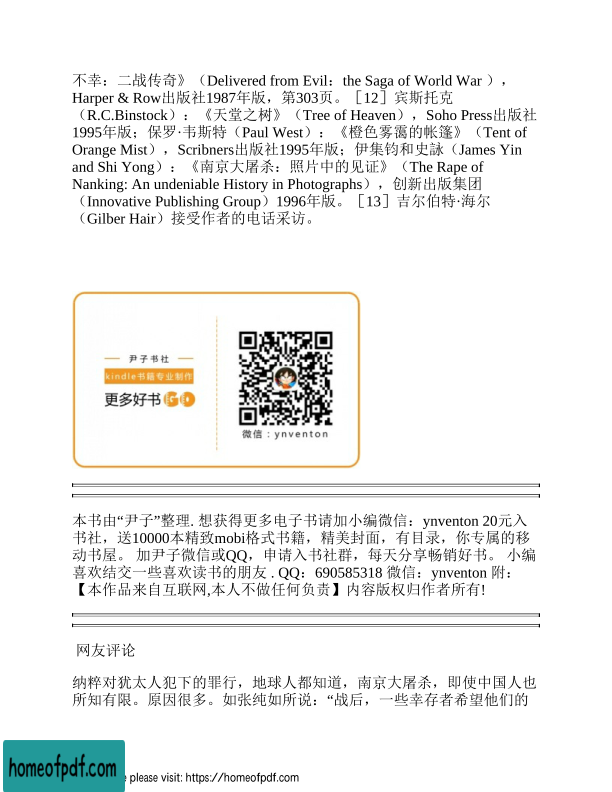 不幸：二战传奇》（Delivered from Evil：the Saga of World War ），
Harper & Row出版社1987年版，第303页。［12］宾斯托克
（R.C.Binstock）：《天堂之树》（Tree of Heaven），Soho Press出版社
1995年版；保罗·韦斯特（Paul West）：《橙色雾霭的帐篷》（Tent of
Orange Mist），Scribners出版社1995年版；伊集钧和史詠（James Yin
and Shi Yong）：《南京大屠杀：照片中的见证》（The Rape of
Nanking: An undeniable History in Photographs），创新出版集团
（Innovative Publishing Group）1996年版。［13］吉尔伯特·海尔
（Gilber Hair）接受作者的电话采访。
尹子书社
kindle书籍专业制作
更多好书GO
微信：ynventon
本书由“尹子”整理. 想获得更多电子书请加小编微信：ynventon 20元入
书社，送10000本精致mobi格式书籍，精美封面，有目录，你专属的移
动书屋。 加尹子微信或QQ，申请入书社群，每天分享畅销好书。 小编
喜欢结交一些喜欢读书的朋友 . QQ：690585318 微信：ynventon 附：
【本作品来自互联网,本人不做任何负责】内容版权归作者所有!
网友评论
纳粹对犹太人犯下的罪行，地球人都知道，南京大屠杀，即使中国人也
所知有限。原因很多。如张纯如所说：“战后，一些幸存者希望他们的
homeofpdf.com
please visit: https://homeofpdf.com